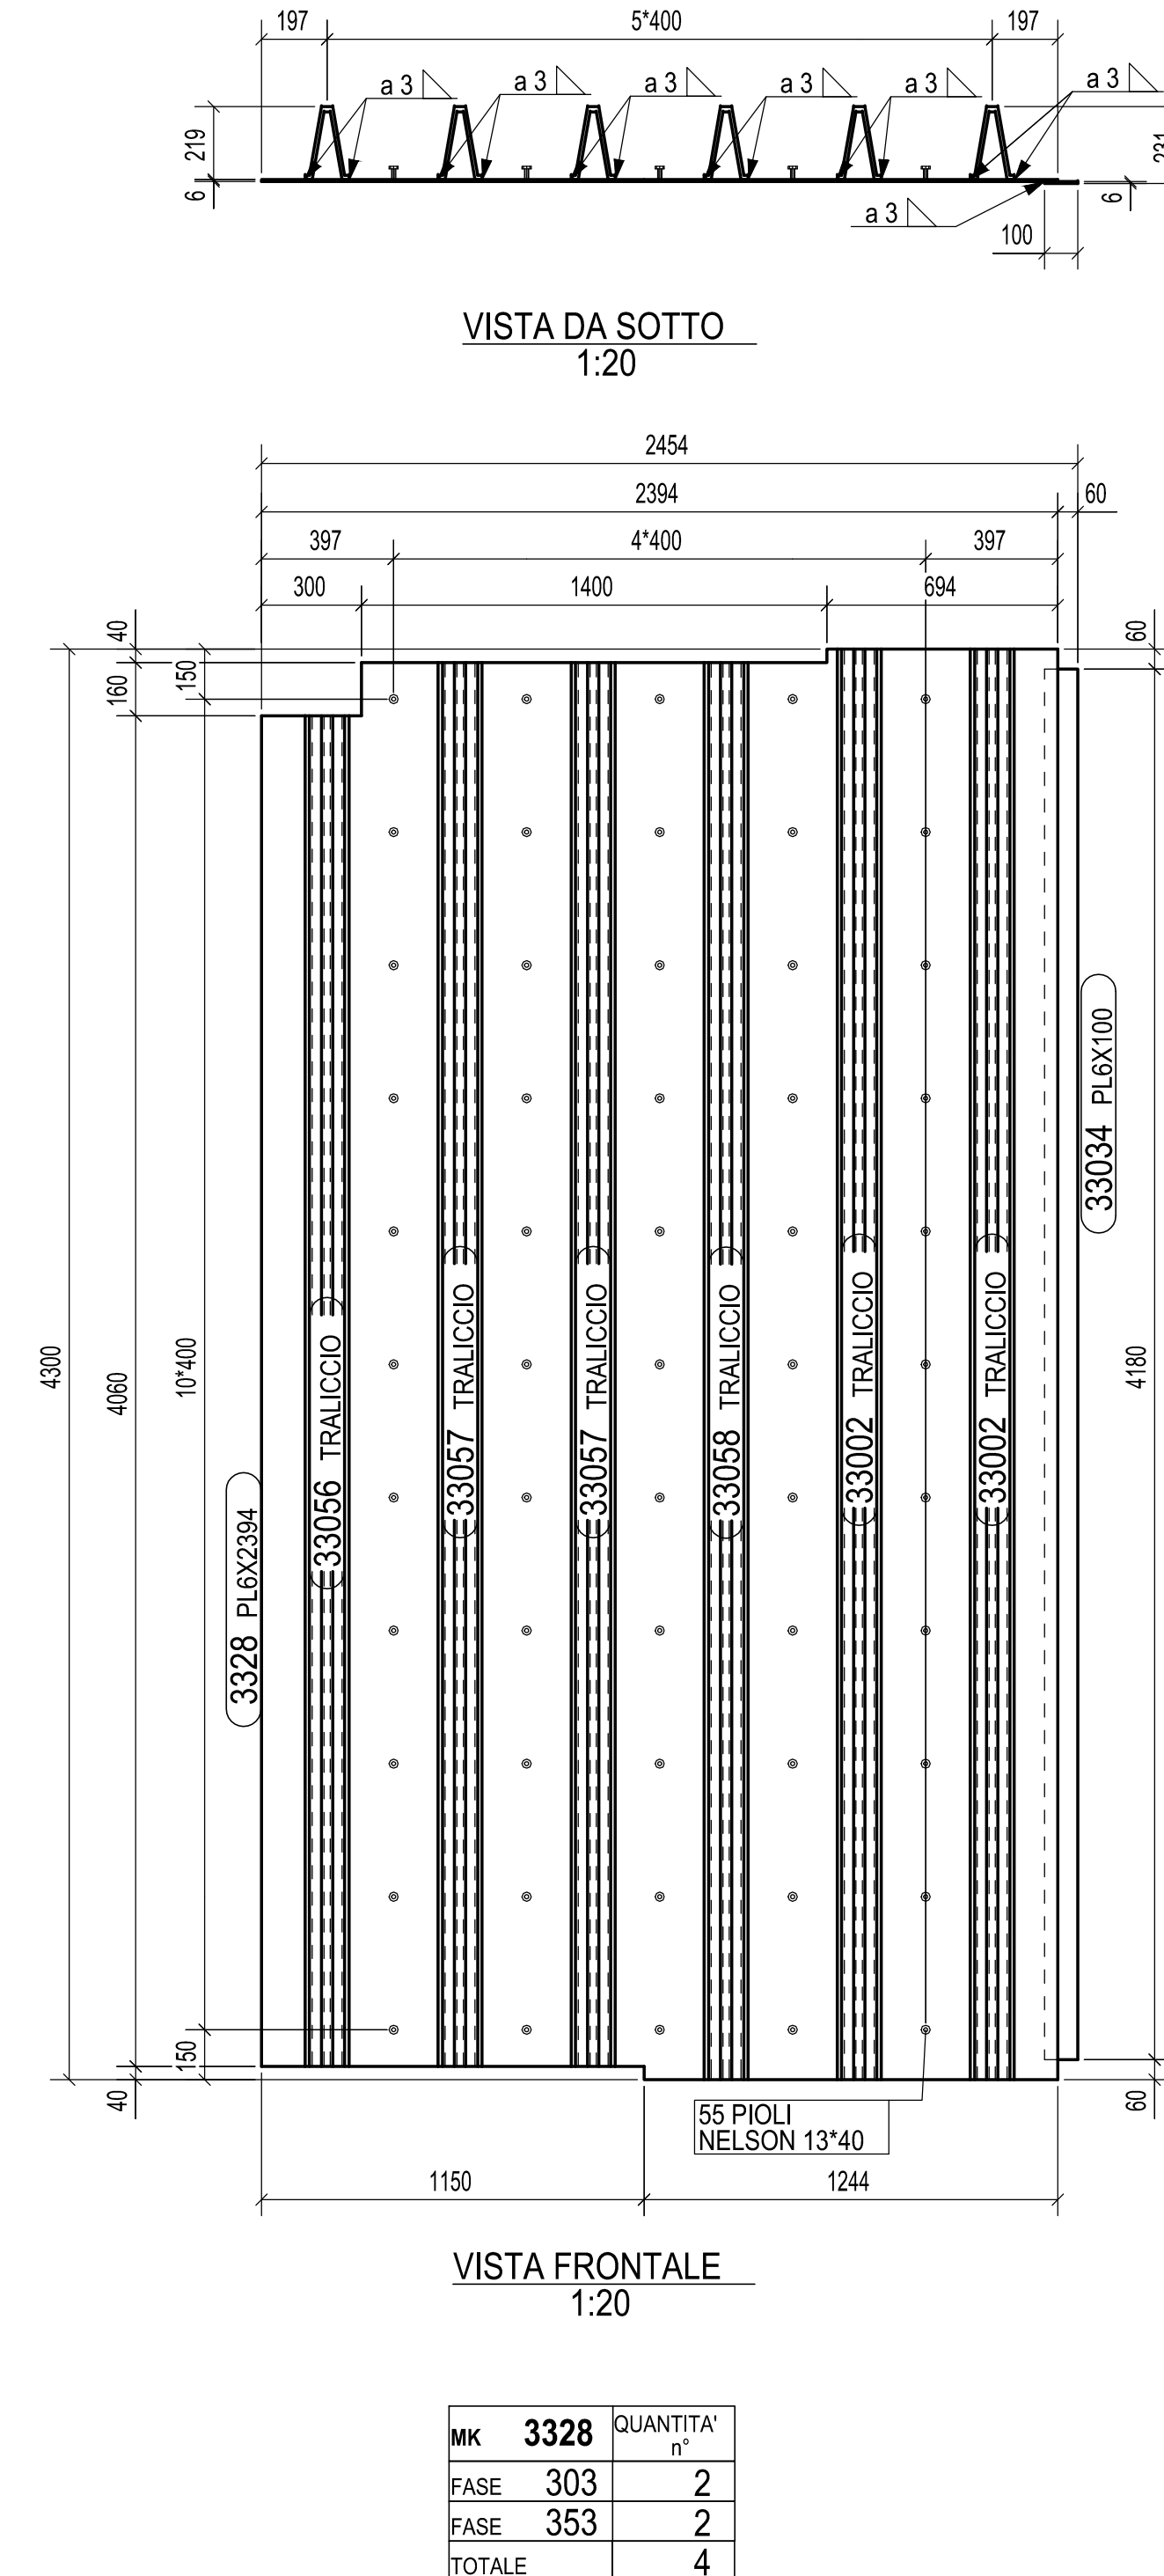 197 5*400 197
a 3 a 3 a 3 a 3 a 3 a 3
219
6
231
6
a 3
100
VISTA DA SOTTO
1:20
2454
2394 60
397 4*400 397
300 1400 694
40
160
150
60
4300
4060
10*400
4180
3328 PL6X2394
33056 TRALICCIO
33057 TRALICCIO
33057 TRALICCIO
33058 TRALICCIO
33002 TRALICCIO
33002 TRALICCIO
33034 PL6X100
150
40
60
55 PIOLI
NELSON 13*40
1150 1244
VISTA FRONTALE
1:20
MK 3328 QUANTITA'
n°
FASE 303 2
FASE 353 2
TOTALE 4